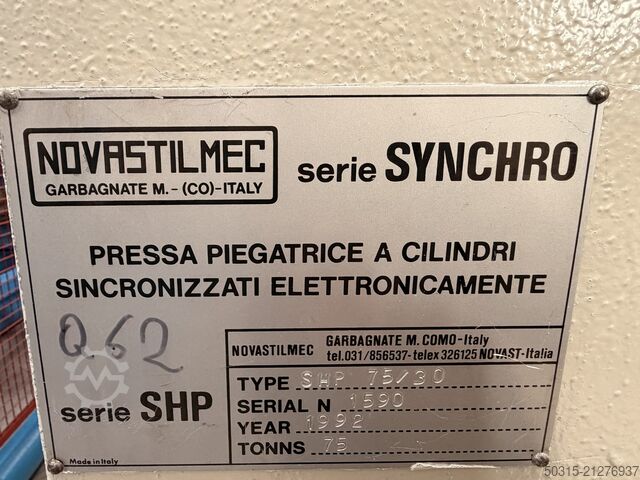 NOVASTILMEC
GARBAGNATE M. - (CO)-ITALY
serie SYNCHRO
PRESSA PIEGATRICE A CILINDRI
SINCRONIZZATI ELETTRONICAMENTE
Q62
serie SHP
Made in Italy
NOVASTILMEC GARBAGNATE M. COMO-Italy
tel.031/856537- telex 326125 NOVAST-Italia
TYPE SHP 75/30
SERIAL N 1590
YEAR 1992
TONNS 75
50315-21276937